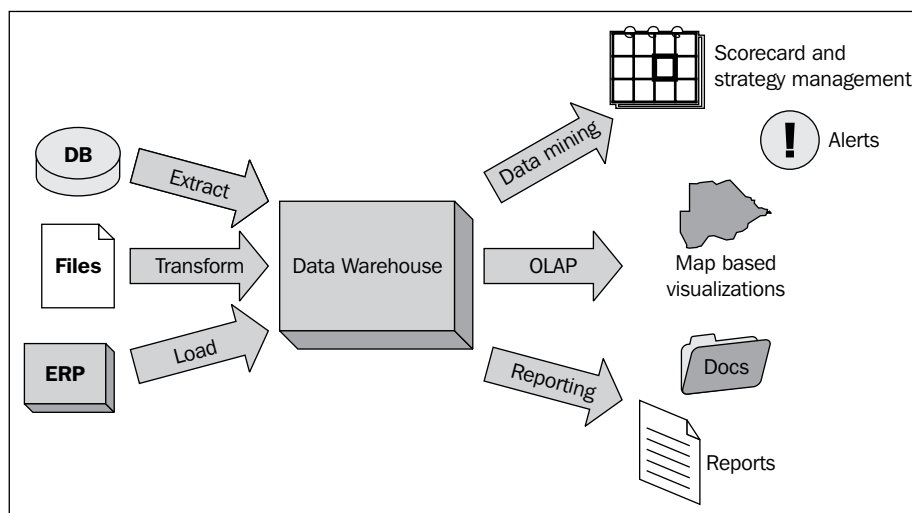 DB
Extract
Files
Transform
ERP
Load
Data Warehouse
Data mining
OLAP
Reporting
Scorecard and
strategy management
!
Alerts
Map based
visualizations
Docs
Reports